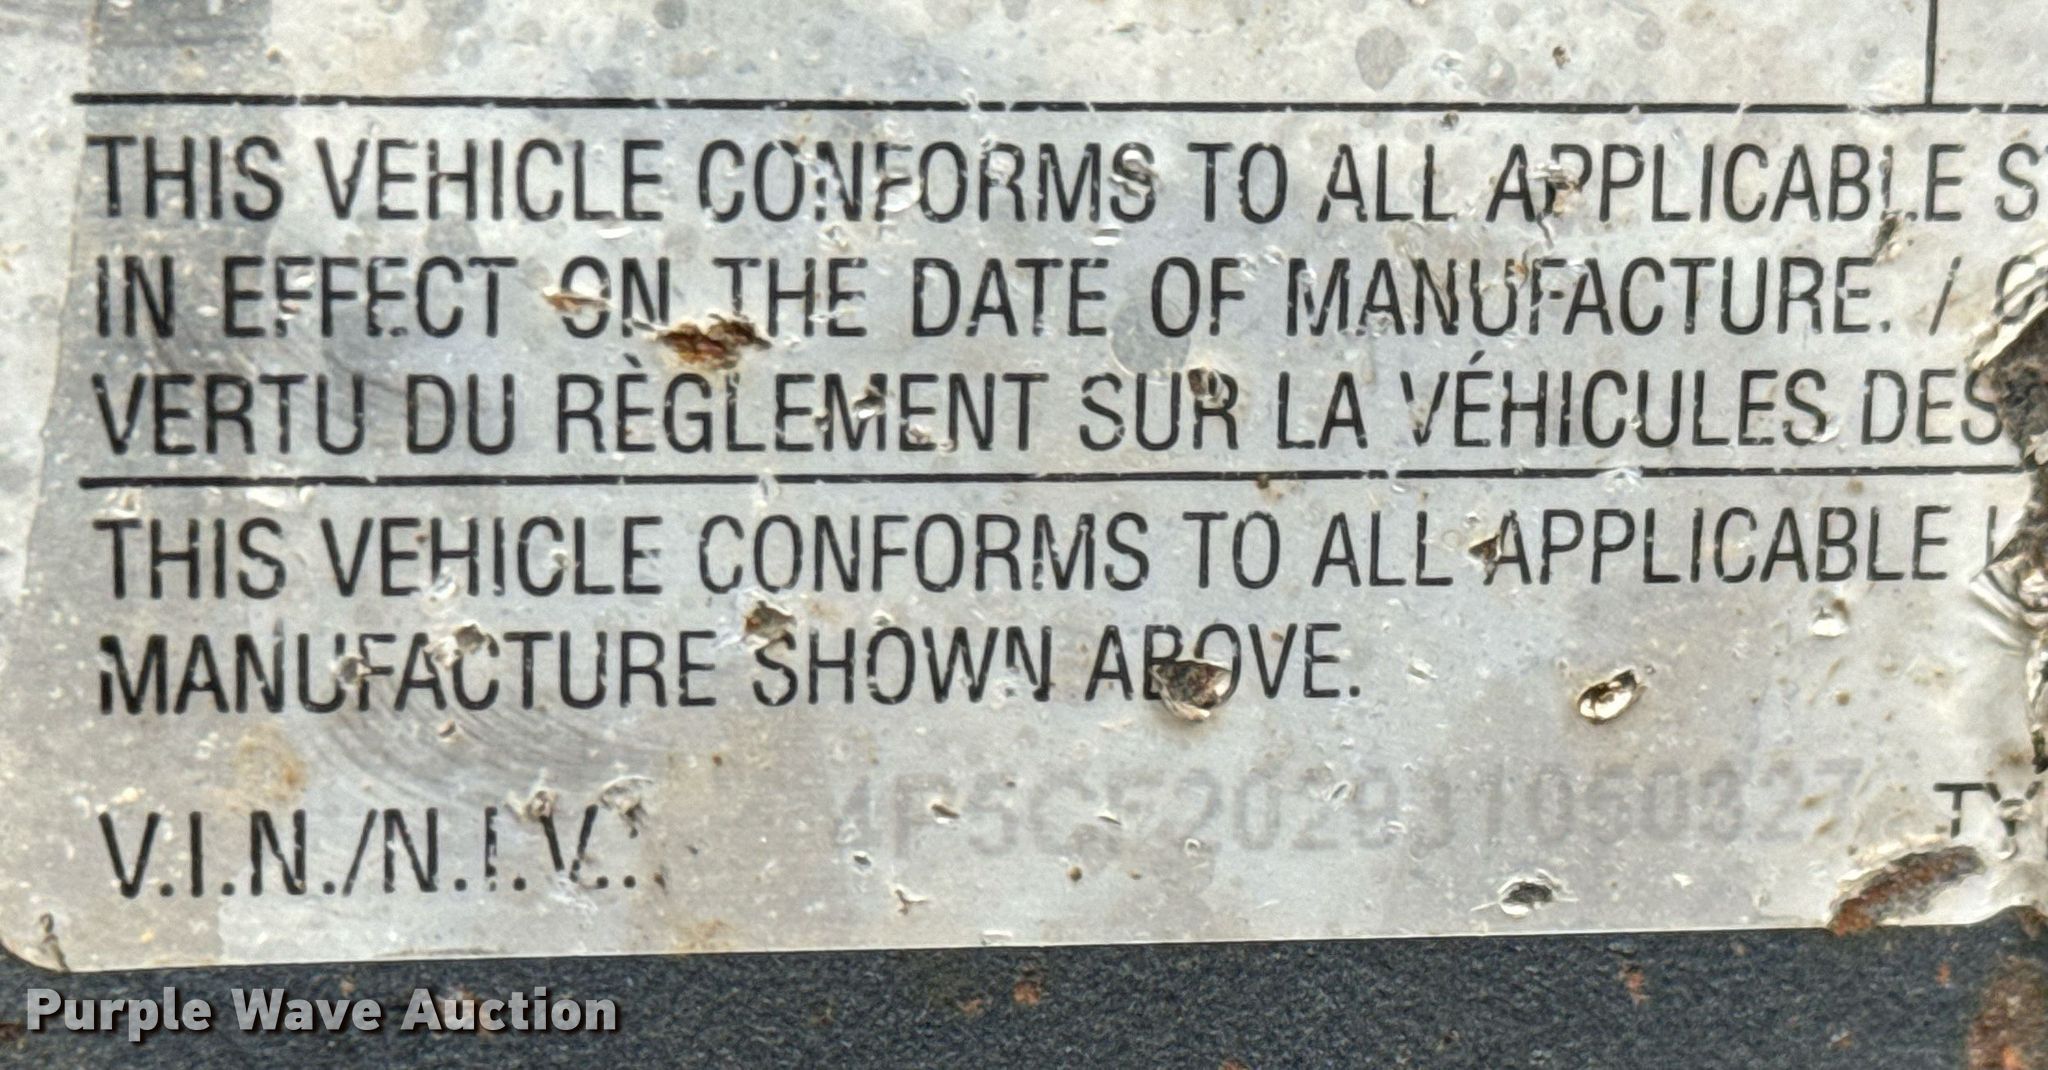 THIS VEHICLE CONFORMS TO ALL APPLICABLE
IN EFFECT ON THE DATE OF MANUFACTURE. /
VERTU DU RÈGLEMENT SUR LA VÉHICULES DES
THIS VEHICLE CONFORMS TO ALL APPLICABLE
MANUFACTURE SHOWN ABOVE.
V.I.N./N.I.V.:
Purple Wave Auction